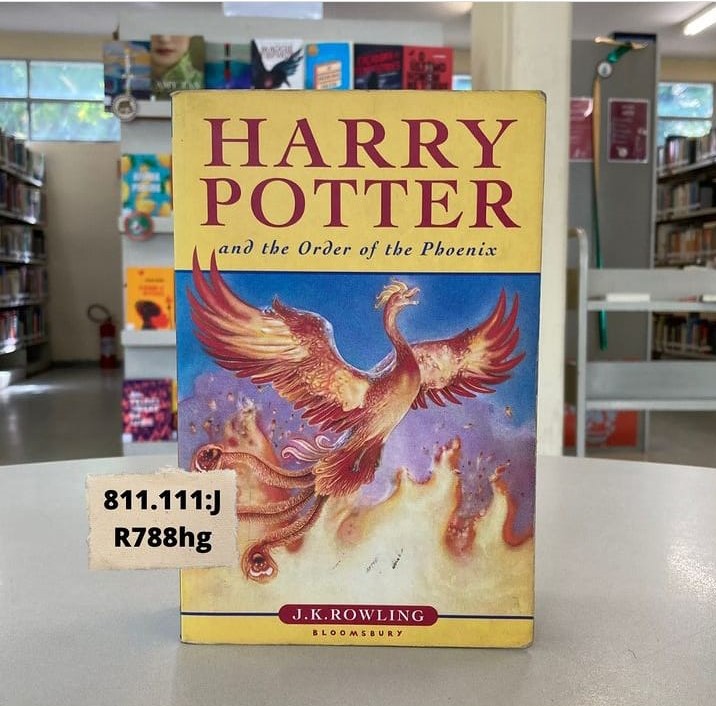 HARRY
POTTER
and the Order of the Phoenix
811.111:J
R788hg
J.K.ROWLING
BLOOMSBURY